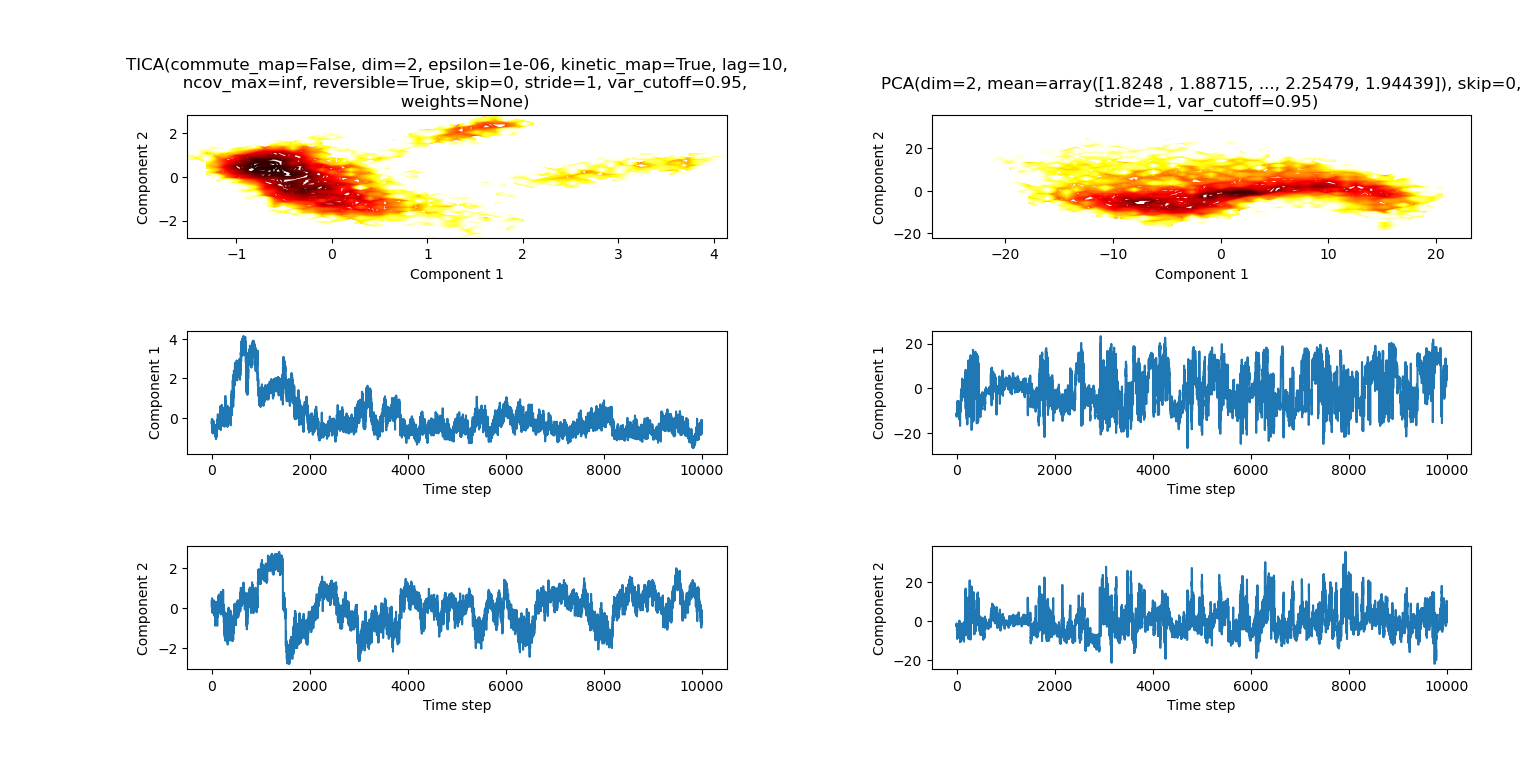 TICA(commute_map=False, dim=2, epsilon=1e-06, kinetic_map=True, lag=10,
ncov_max=inf, reversible=True, skip=0, stride=1, var_cutoff=0.95,
weights=None)
2
0
−2
Component 2
−1 0 1 2 3 4
Component 1
PCA(dim=2, mean=array([1.8248 , 1.88715, ..., 2.25479, 1.94439]), skip=0,
stride=1, var_cutoff=0.95)
20
0
−20
Component 2
−20 −10 0 10 20
Component 1
4
2
0
Component 1
0 2000 4000 6000 8000 10000
Time step
20
0
−20
Component 1
0 2000 4000 6000 8000 10000
Time step
2
0
−2
Component 2
0 2000 4000 6000 8000 10000
Time step
20
0
−20
Component 2
0 2000 4000 6000 8000 10000
Time step